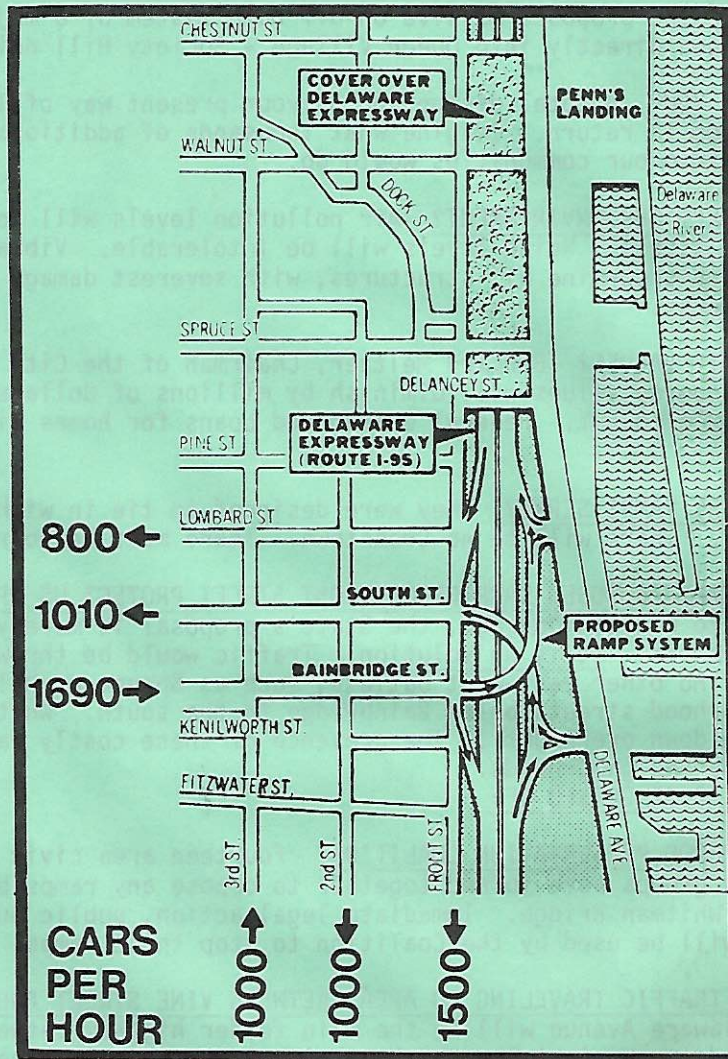 CHESTNUT ST.
COVER OVER
DELAWARE
EXPRESSWAY
PENN'S
LANDING
WALNUT ST.
DOCK ST.
Delaware
River
SPRUCE ST.
DELANCEY ST.
DELAWARE
EXPRESSWAY
(ROUTE I-95)
PINE ST.
LOMBARD ST.
800
SOUTH ST.
1010
PROPOSED
RAMP SYSTEM
BAINBRIDGE ST.
1690
KENILWORTH ST.
FITZWATER ST.
DELAWARE AVE
3rd ST
2nd ST
FRONT ST
CARS
PER
HOUR
1000
1000
1500